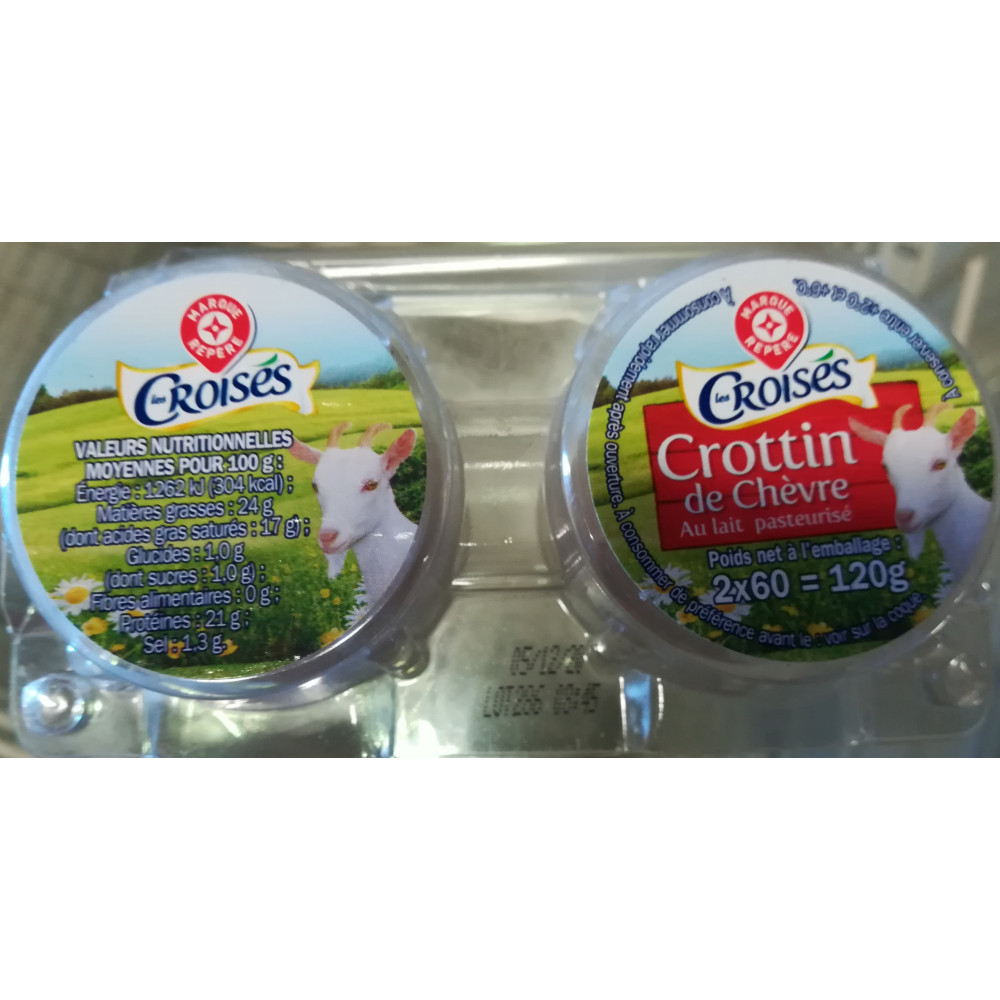 MARQUE
REPÈRE
les CROISÉS
VALEURS NUTRITIONNELLES
MOYENNES POUR 100 g :
Énergie : 1262 kJ (304 kcal) ;
Matières grasses : 24 g
(dont acides gras saturés : 17 g) ;
Glucides : 1,0 g
(dont sucres : 1,0 g) ;
Fibres alimentaires : 0 g ;
Protéines : 21 g ;
Sel : 1,3 g.
MARQUE
REPÈRE
les CROISÉS
Crottin
de Chèvre
Au lait pasteurisé
Poids net à l'emballage :
2x60 = 120g
À conserver entre +2°C et +6°C.
À consommer rapidement après ouverture. À consommer de préférence avant le : voir sur la coque.
05/12/20
LOT286 08:45